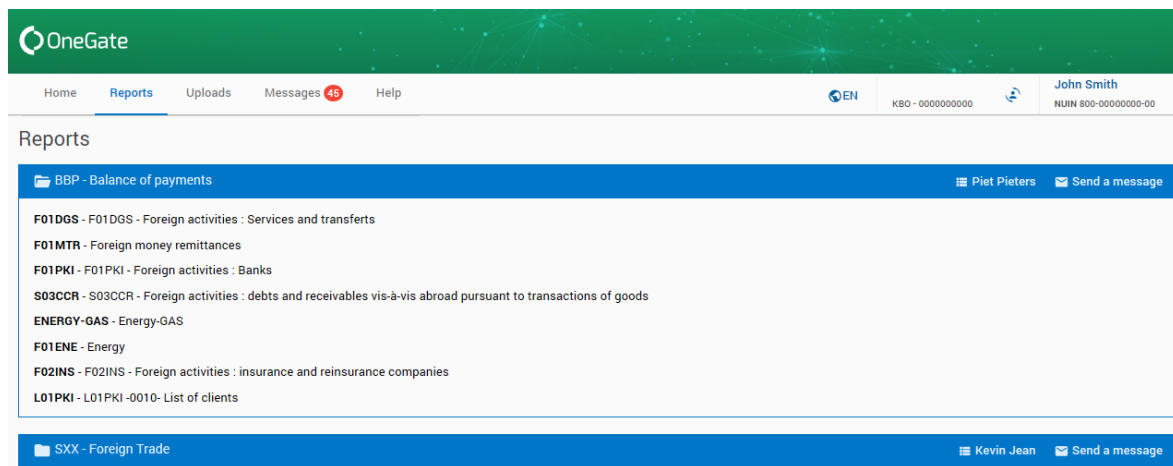 OneGate
Home Reports Uploads Messages 45 Help EN KBO - 0000000000 John Smith
NUIN 800-00000000-00
Reports
BBP - Balance of payments Piet Pieters Send a message
F01DGS - F01DGS - Foreign activities : Services and transferts
F01MTR - Foreign money remittances
F01PKI - F01PKI - Foreign activities : Banks
S03CCR - S03CCR - Foreign activities : debts and receivables vis-à-vis abroad pursuant to transactions of goods
ENERGY-GAS - Energy-GAS
F01ENE - Energy
F02INS - F02INS - Foreign activities : insurance and reinsurance companies
L01PKI - L01PKI -0010- List of clients
SXX - Foreign Trade Kevin Jean Send a message